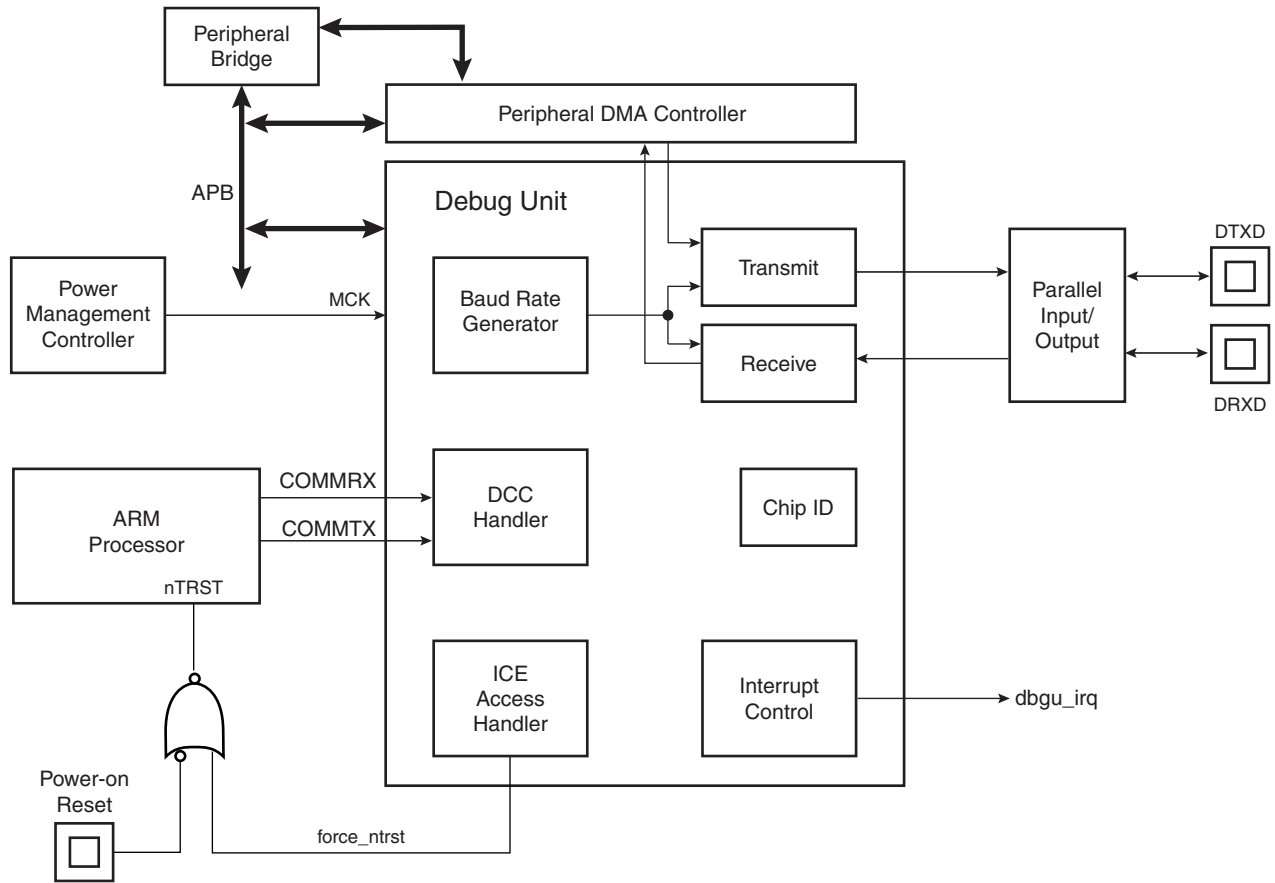 Peripheral
Bridge
Peripheral DMA Controller
APB
Debug Unit
Power
Management
Controller
MCK
Baud Rate
Generator
Transmit
Receive
Parallel
Input/
Output
DTXD
DRXD
ARM
Processor
nTRST
COMMRX
COMMTX
DCC
Handler
Chip ID
ICE
Access
Handler
Interrupt
Control
dbgu_irq
Power-on
Reset
force_ntrst